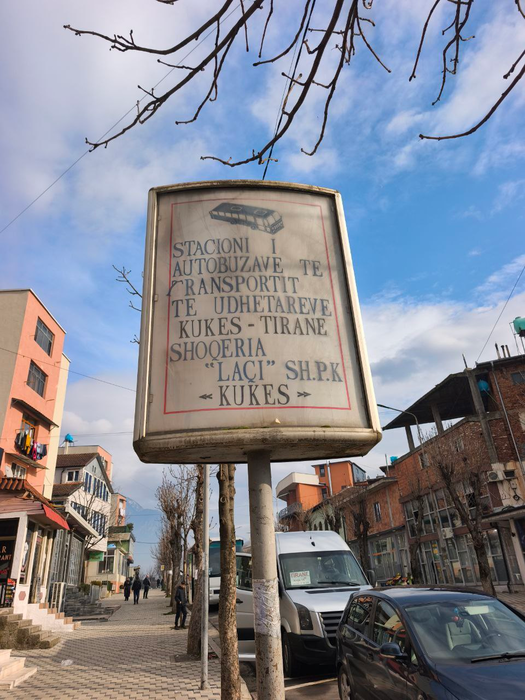 STACIONI I
AUTOBUZAVE TE
TRANSPORTIT
TE UDHETAREVE
KUKES - TIRANE
SHOQERIA
"LAÇI" SH.P.K
KUKES